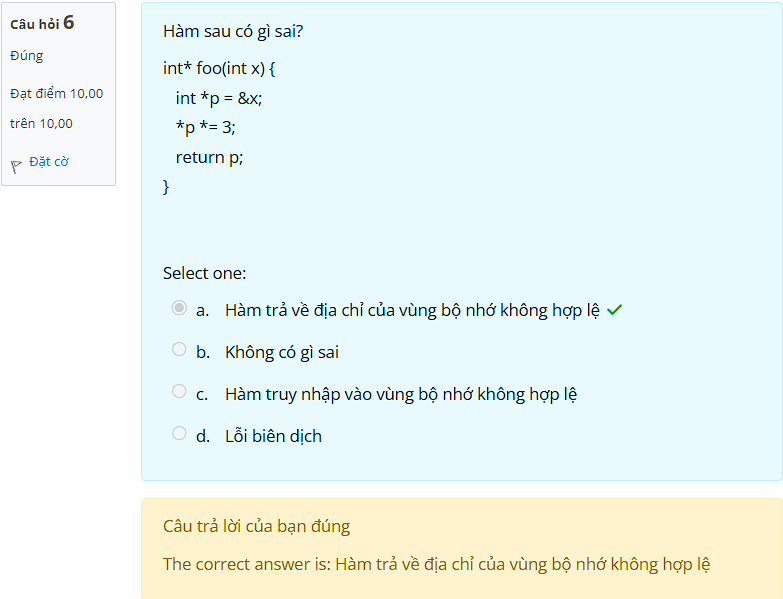 Câu hỏi 6
Đúng
Đạt điểm 10,00
trên 10,00
Đặt cờ
Hàm sau có gì sai?
int* foo(int x) {
int *p = &x;
*p *= 3;
return p;
}
Select one:
a. Hàm trả về địa chỉ của vùng bộ nhớ không hợp lệ
b. Không có gì sai
c. Hàm truy nhập vào vùng bộ nhớ không hợp lệ
d. Lỗi biên dịch
Câu trả lời của bạn đúng
The correct answer is: Hàm trả về địa chỉ của vùng bộ nhớ không hợp lệ